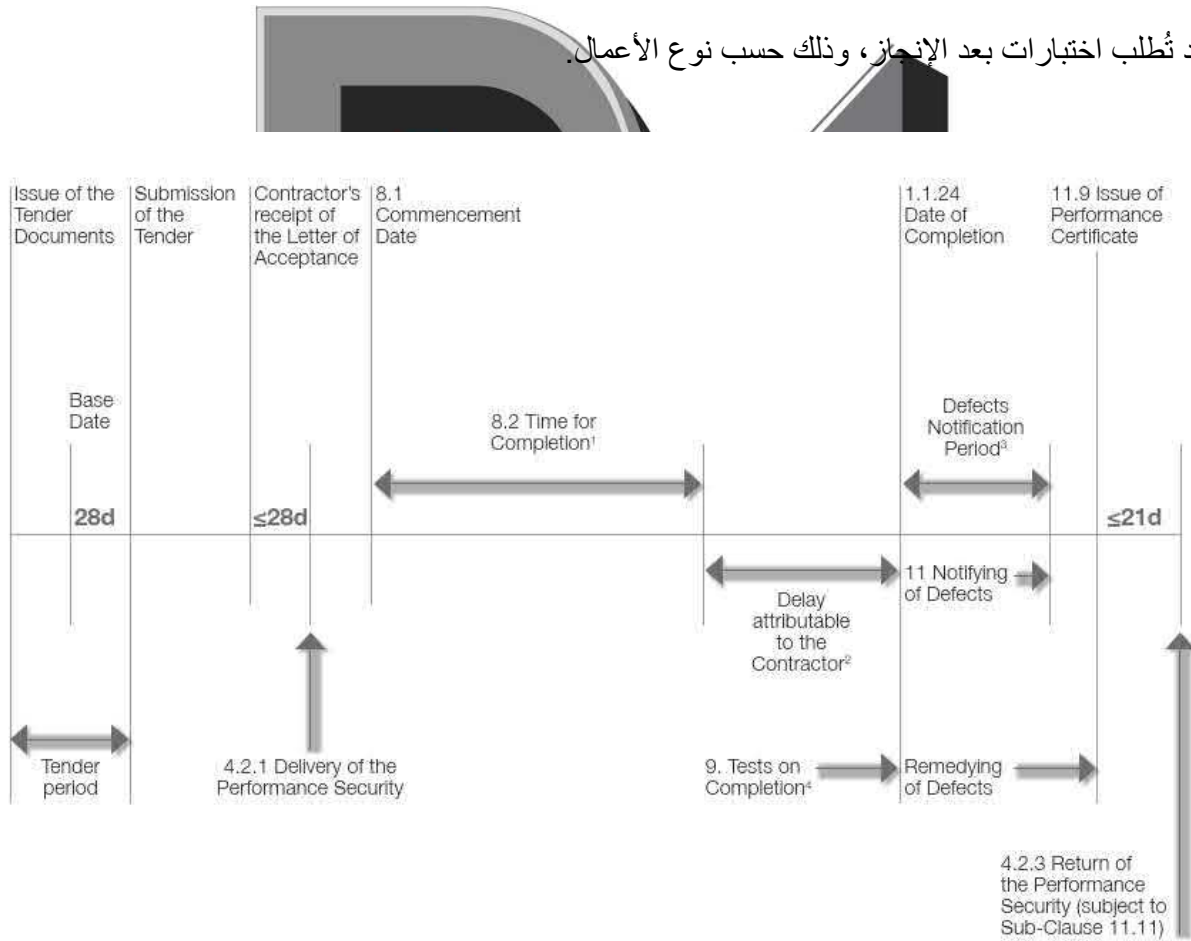 تُطلب اختبارات بعد الإنجاز، وذلك حسب نوع الأعمال.
Issue of the
Tender
Documents
Submission
of the
Tender
Contractor's
receipt of
the Letter of
Acceptance
8.1
Commencement
Date
1.1.24
Date of
Completion
11.9 Issue of
Performance
Certificate
Base
Date
8.2 Time for
Completion¹
Defects
Notification
Period³
28d
≤28d
≤21d
Delay
attributable
to the
Contractor²
11 Notifying
of Defects
Tender
period
4.2.1 Delivery of the
Performance Security
9. Tests on
Completion⁴
Remedying
of Defects
4.2.3 Return of
the Performance
Security (subject to
Sub-Clause 11.11)